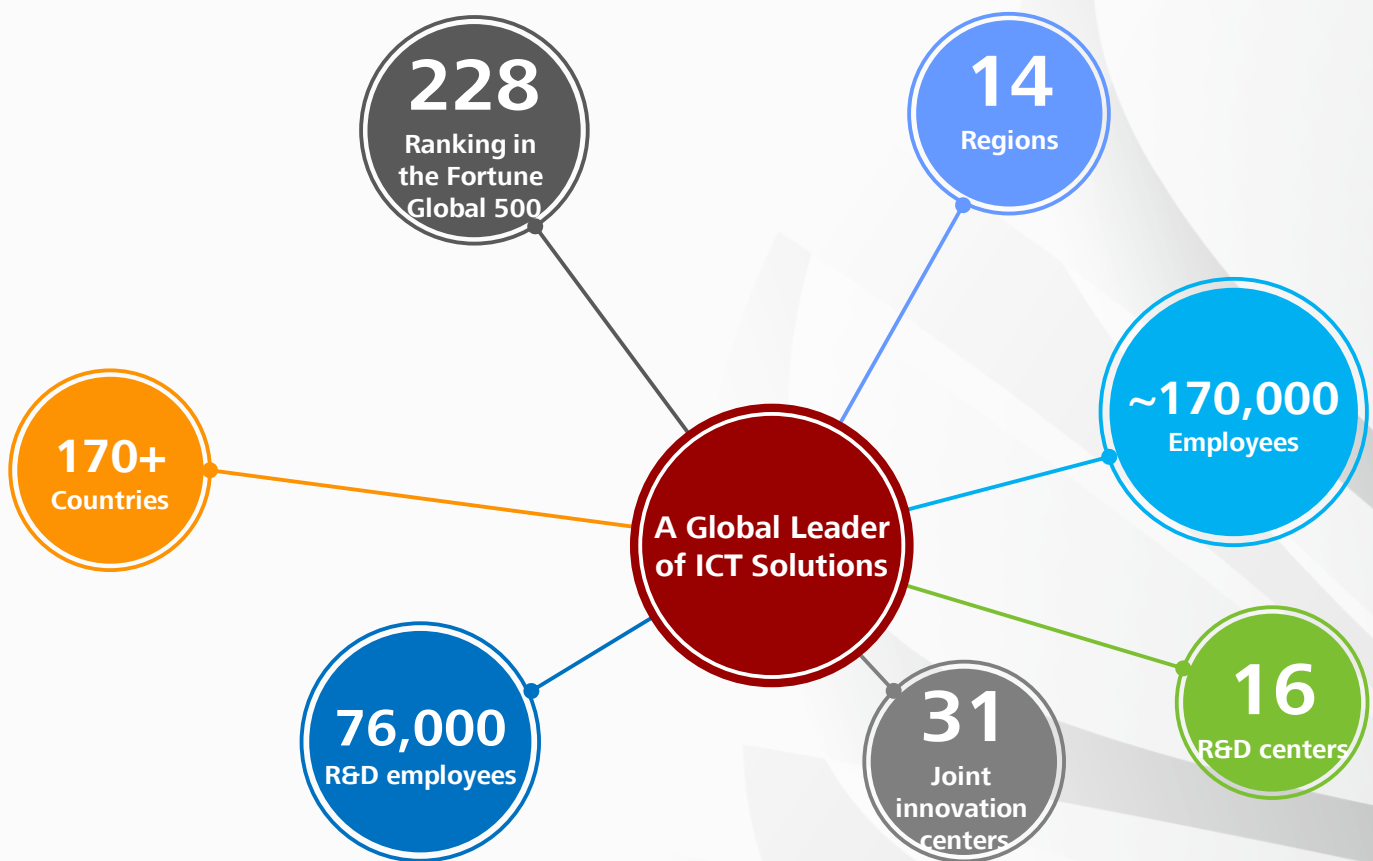 228
Ranking in
the Fortune
Global 500
14
Regions
~170,000
Employees
170+
Countries
A Global Leader
of ICT Solutions
76,000
R&D employees
31
Joint
innovation
centers
16
R&D centers